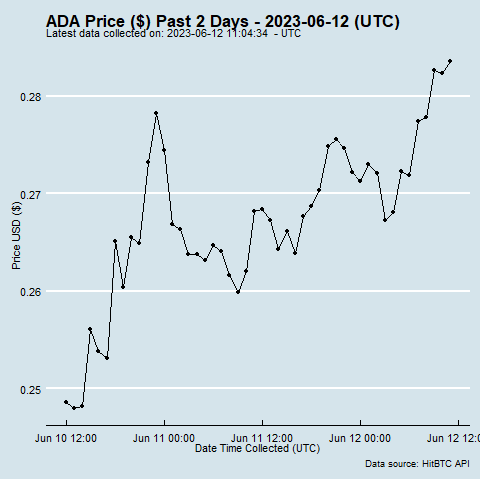 ADA Price ($) Past 2 Days - 2023-06-12 (UTC)
Latest data collected on: 2023-06-12 11:04:34 - UTC
0.28
0.27
0.26
0.25
Price USD ($)
Jun 10 12:00 Jun 11 00:00 Jun 11 12:00 Jun 12 00:00 Jun 12 12:0
Date Time Collected (UTC)
Data source: HitBTC API